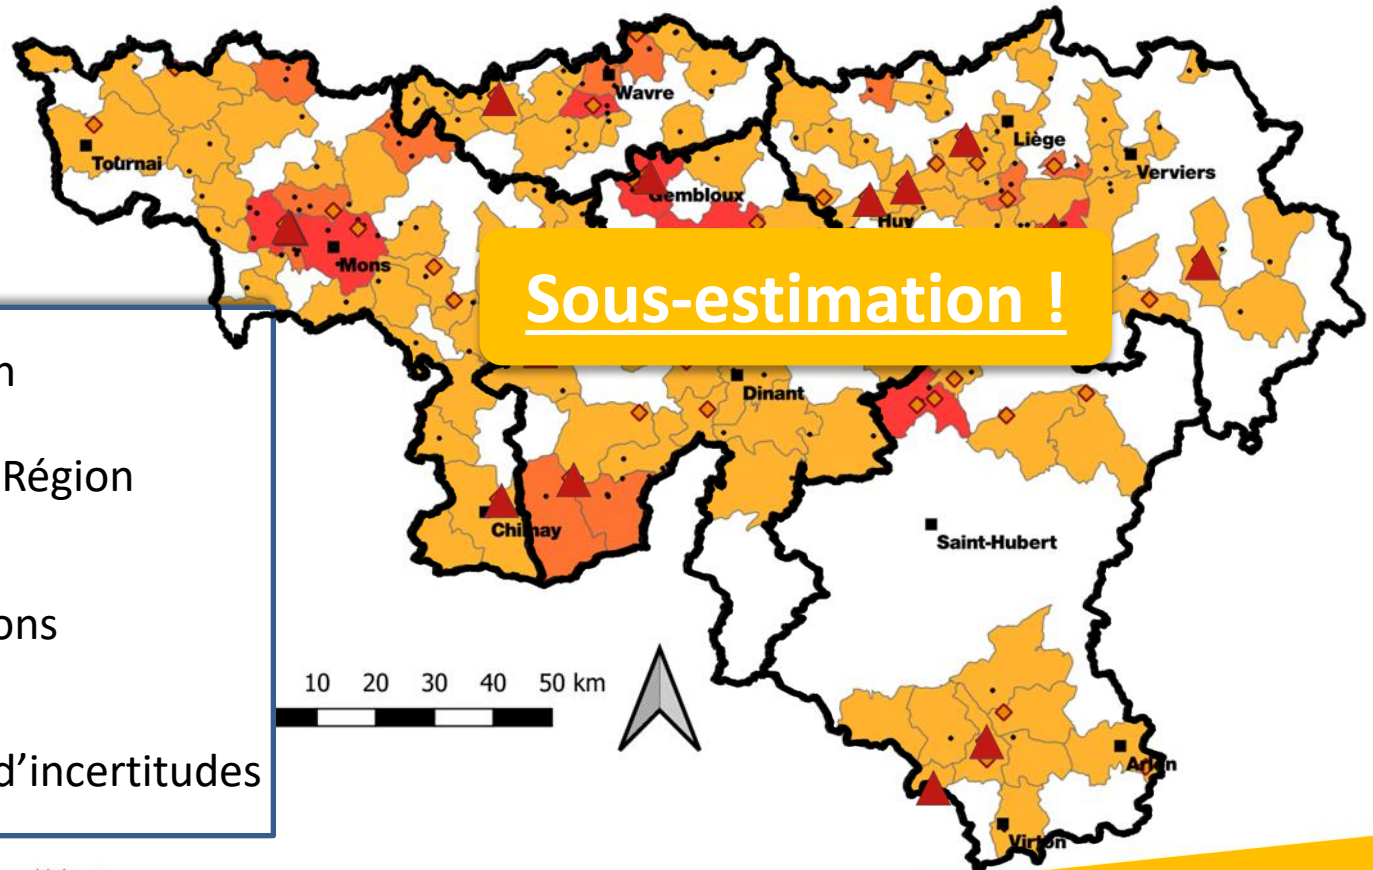 Wavre
Liège
Tournai
Verviers
Gembloux
Huy
Mons
Sous-estimation !
n
Dinant
Région
Chimay
Saint-Hubert
ons
10 20 30 40 50 km
d’incertitudes
Arlon
Virton